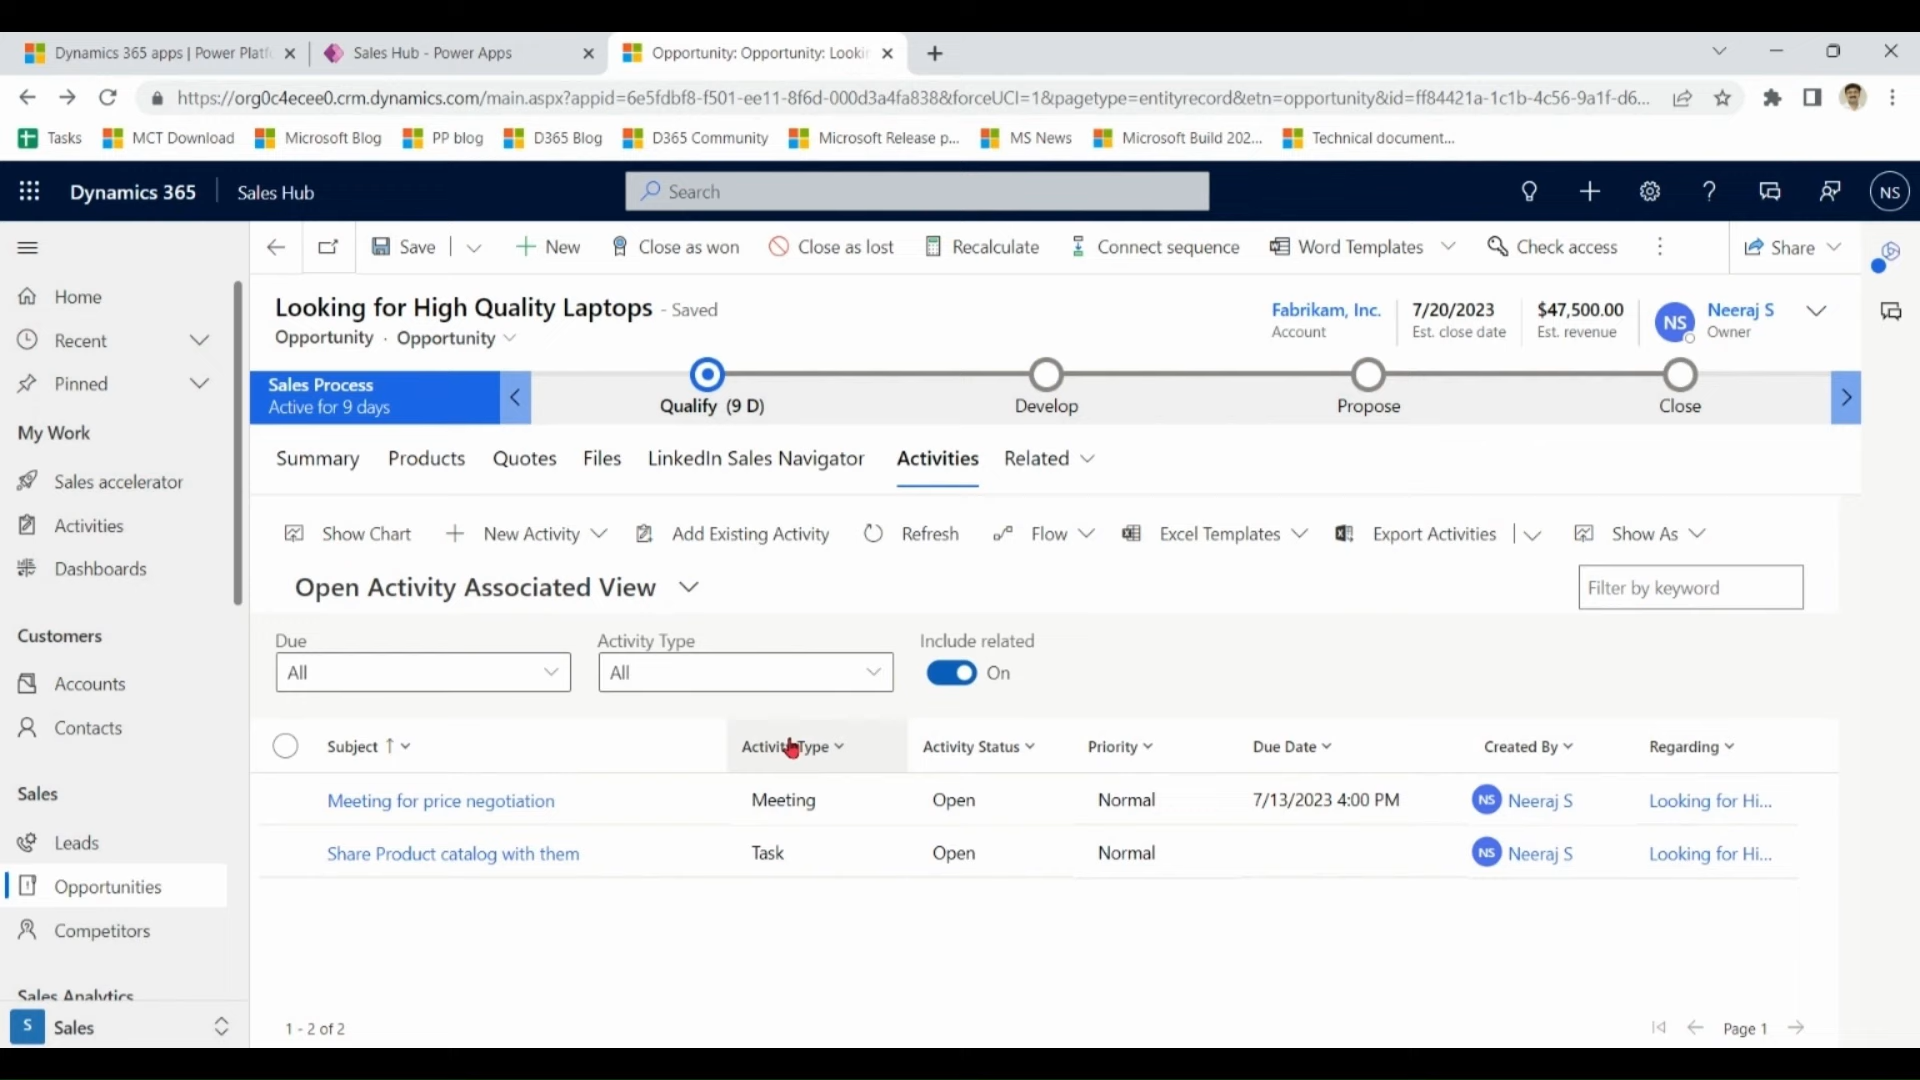 Dynamics 365 apps | Power Platf
Sales Hub - Power Apps
Opportunity: Opportunity: Lookin
https://org0c4ecee0.crm.dynamics.com/main.aspx?appid=6e5fdbf8-f501-ee11-8f6d-000d3a4fa838&forceUCI=1&pagetype=entityrecord&etn=opportunity&id=ff84421a-1c1b-4c56-9a1f-d6...
Tasks MCT Download Microsoft Blog PP blog D365 Blog D365 Community Microsoft Release p... MS News Microsoft Build 202... Technical document...
Dynamics 365 Sales Hub Search NS
Save New Close as won Close as lost Recalculate Connect sequence Word Templates Check access Share
Home
Recent
Pinned
My Work
Sales accelerator
Activities
Dashboards
Customers
Accounts
Contacts
Sales
Leads
Opportunities
Competitors
Sales Analytics
S Sales
Looking for High Quality Laptops - Saved
Opportunity · Opportunity
Fabrikam, Inc. 7/20/2023 $47,500.00 NS Neeraj S
Account Est. close date Est. revenue Owner
Sales Process
Active for 9 days
Qualify (9 D) Develop Propose Close
Summary Products Quotes Files LinkedIn Sales Navigator Activities Related
Show Chart New Activity Add Existing Activity Refresh Flow Excel Templates Export Activities Show As
Open Activity Associated View Filter by keyword
Due Activity Type Include related
All All On
Subject ↑ Activity Type Activity Status Priority Due Date Created By Regarding
Meeting for price negotiation Meeting Open Normal 7/13/2023 4:00 PM NS Neeraj S Looking for Hi...
Share Product catalog with them Task Open Normal NS Neeraj S Looking for Hi...
1 - 2 of 2 Page 1